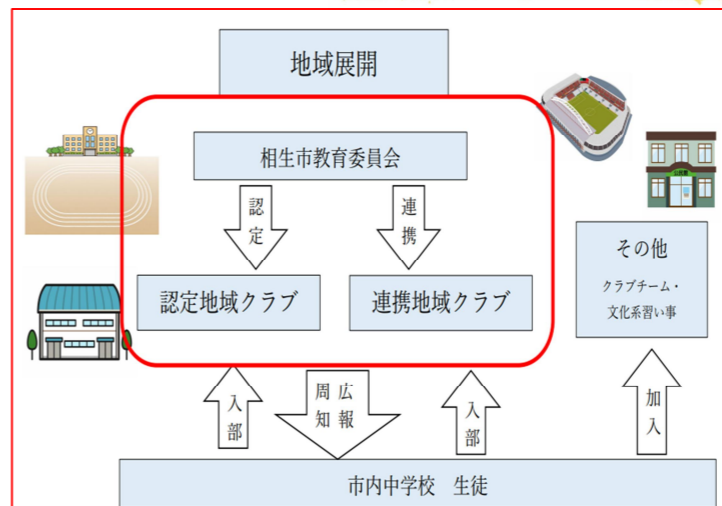 地域展開
相生市教育委員会
認定
連携
認定地域クラブ
連携地域クラブ
その他
クラブチーム・
文化系習い事
入部
広報
周知
入部
加入
市内中学校 生徒